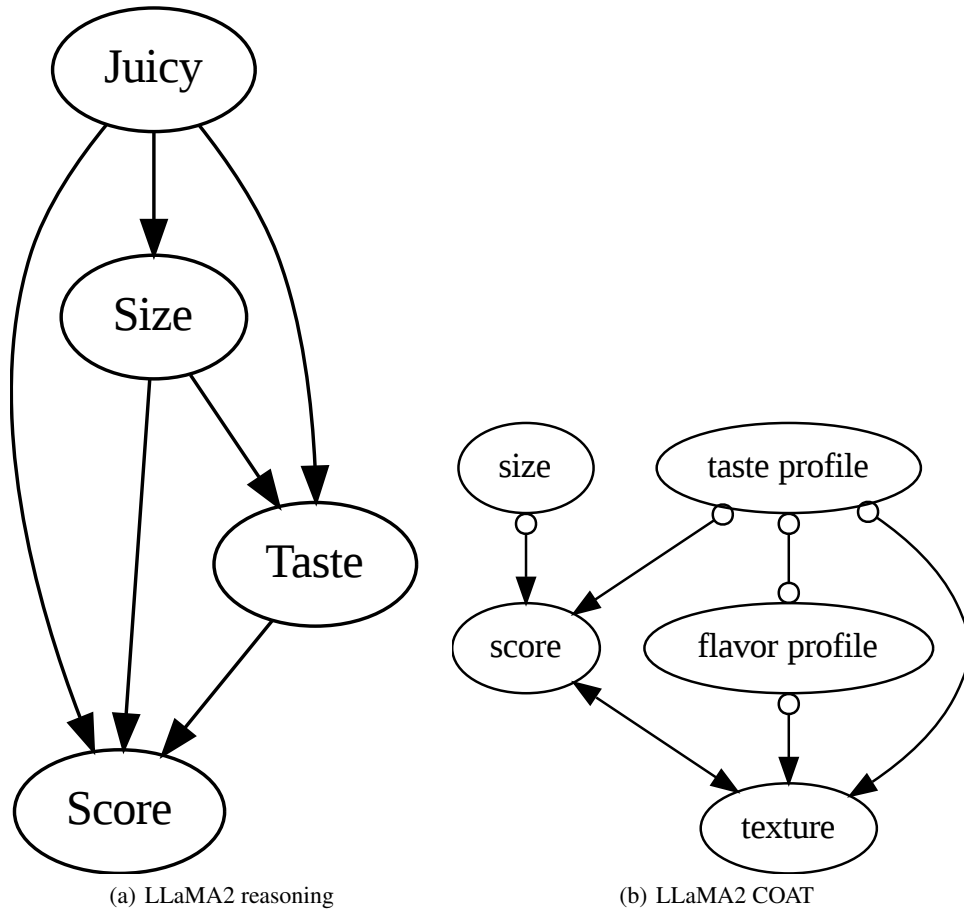 Juicy
Size
Taste
Score
(a) LLaMA2 reasoning
size
taste profile
score
flavor profile
texture
(b) LLaMA2 COAT